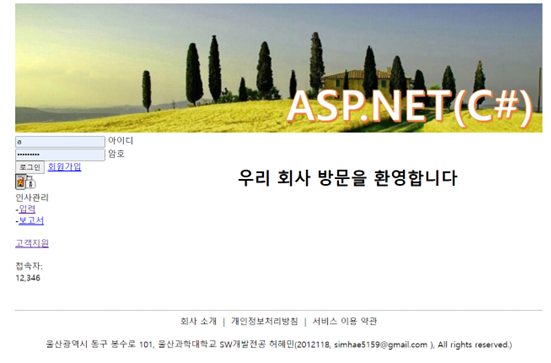 ASP.NET(C#)
a 아이디
••••••••• 암호
로그인 회원가입
우리 회사 방문을 환영합니다
인사관리
-입력
-보고서
고객지원
접속자:
12,346
회사 소개 | 개인정보처리방침 | 서비스 이용 약관
울산광역시 동구 봉수로 101, 울산과학대학교 SW개발전공 허혜민(2012118, simhae5159@gmail.com ), All rights reserved.)